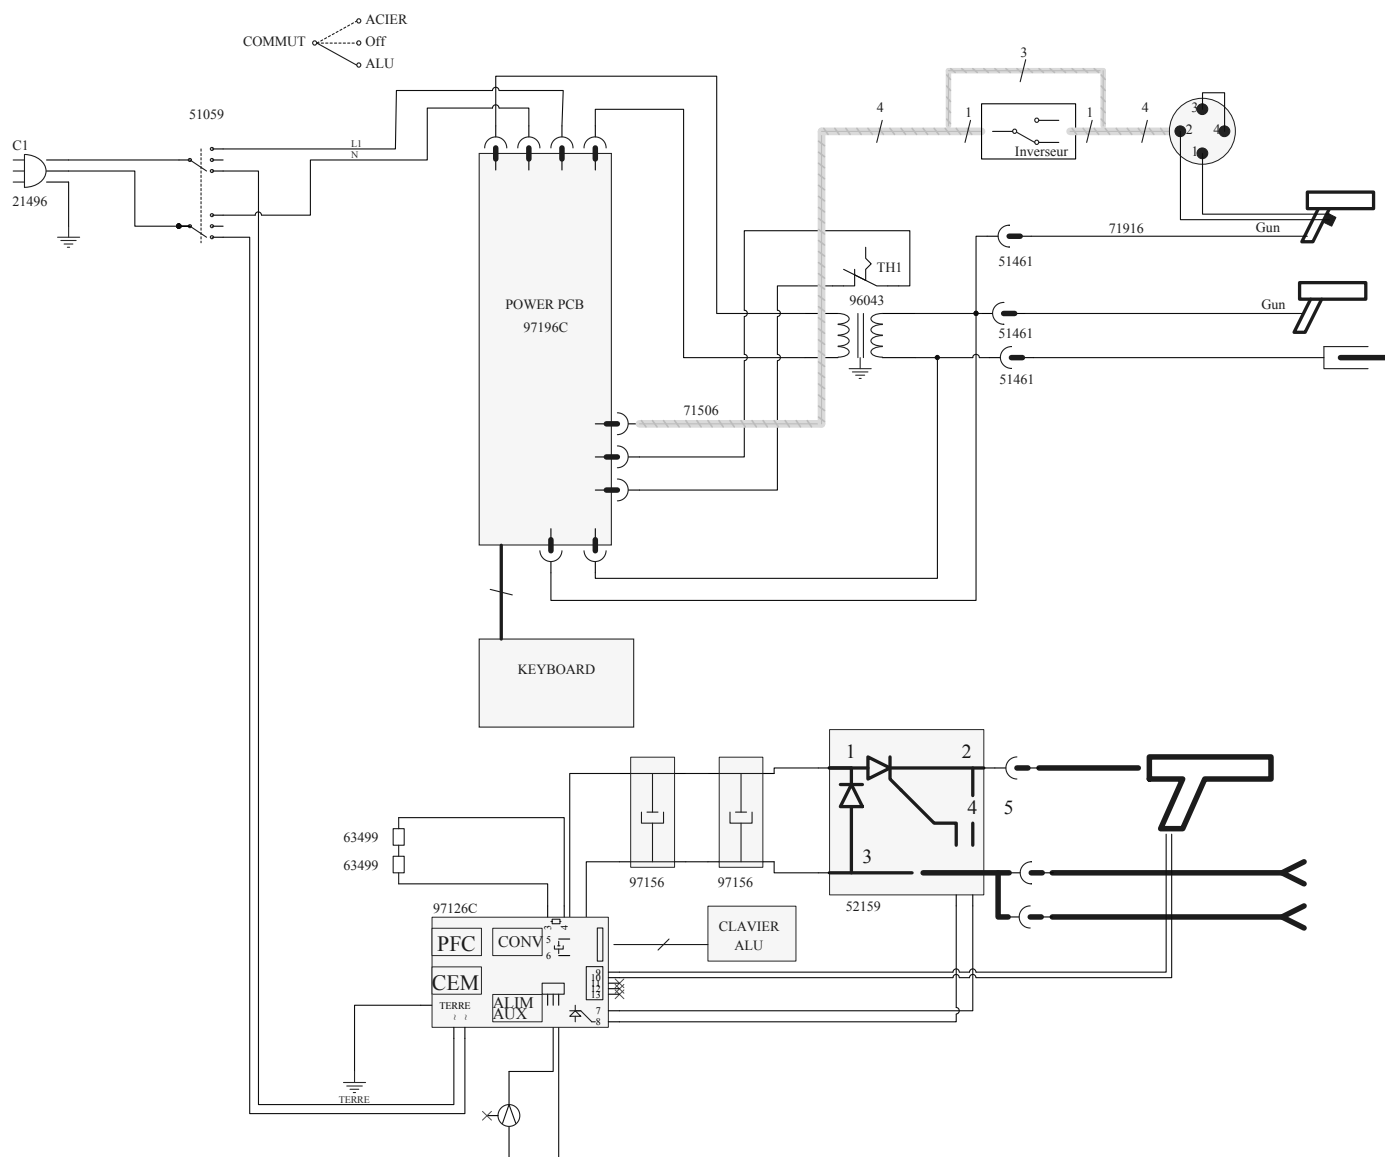 ACIER
COMMUT
Off
ALU
51059
C1
21496
L1
N
3
4
1
1
4
Inverseur
3
2
4
1
71916
Gun
51461
TH1
96043
POWER PCB
97196C
Gun
51461
51461
71506
KEYBOARD
1
2
4
5
3
63499
63499
97156
97156
52159
97126C
PFC
CONV
3
4
5
6
CLAVIER
ALU
CEM
9
10
11
12
13
TERRE
~ ~
ALIM
AUX
7
8
TERRE